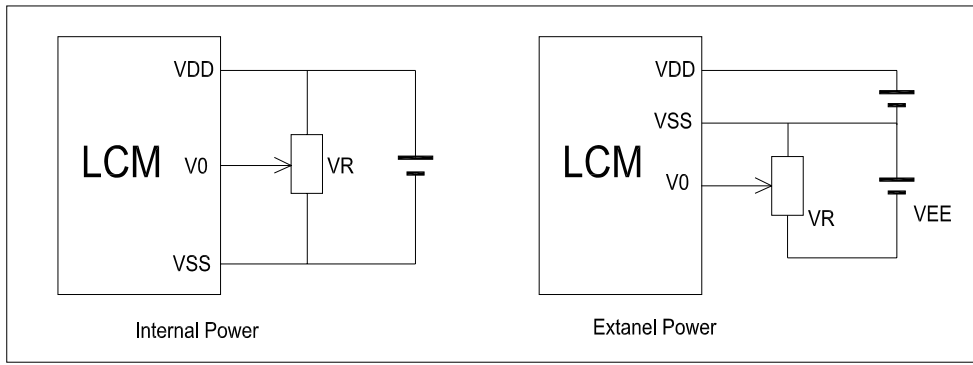 VDD
LCM
V0
VR
VSS
Internal Power
VDD
VSS
LCM
V0
VR
VEE
Extanel Power